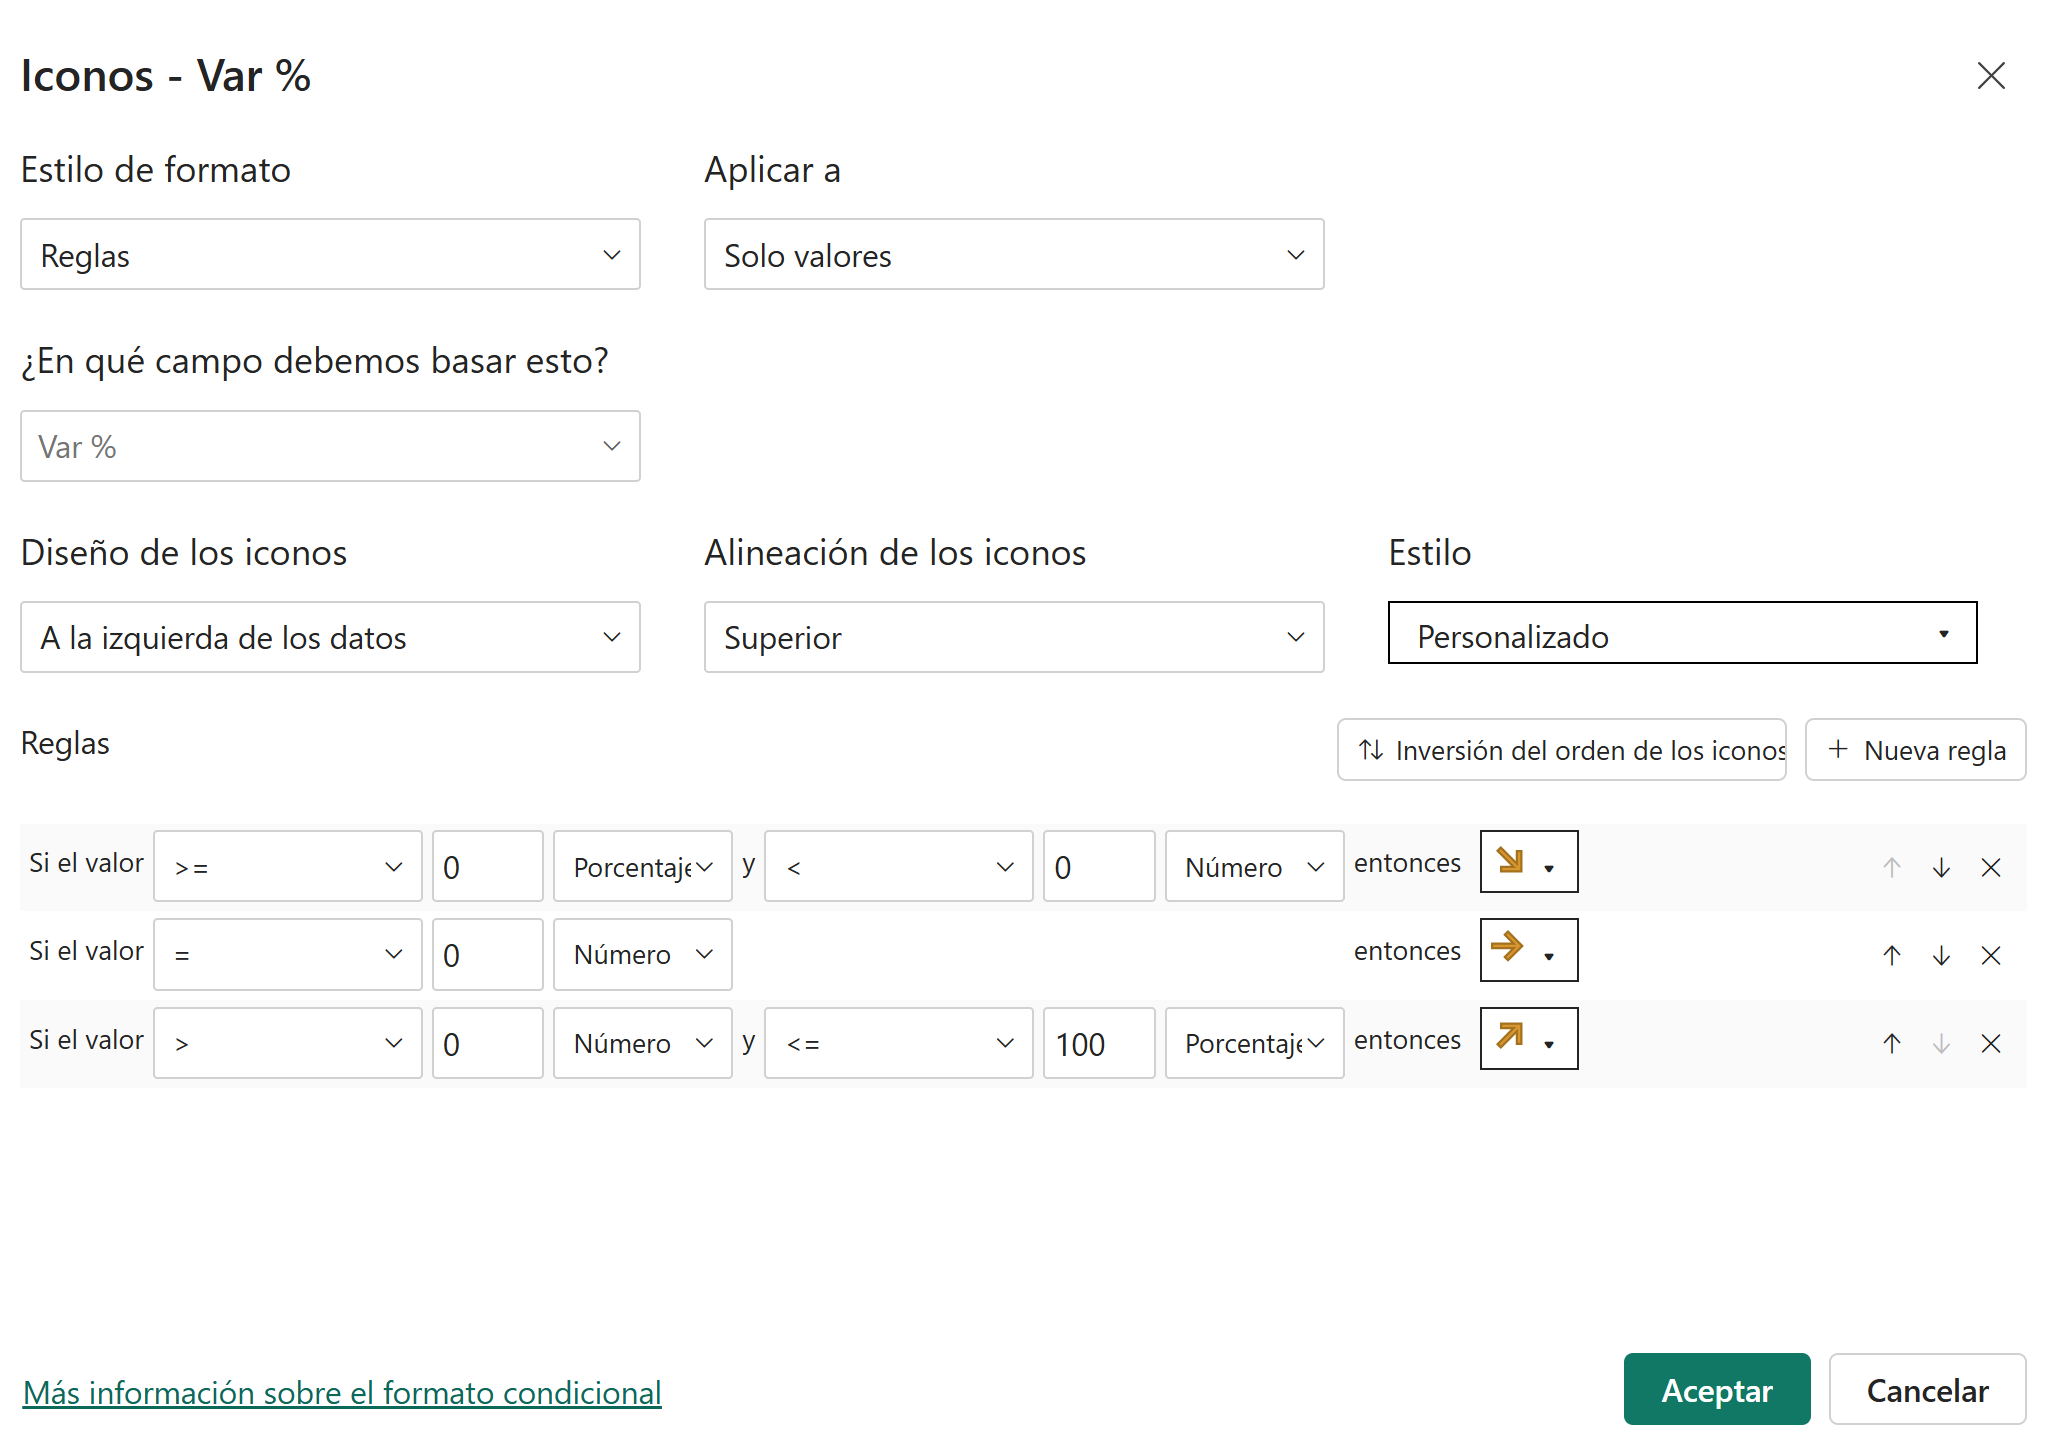 Iconos - Var %
Estilo de formato
Aplicar a
Reglas
Solo valores
¿En qué campo debemos basar esto?
Var %
Diseño de los iconos
Alineación de los iconos
Estilo
A la izquierda de los datos
Superior
Personalizado
Reglas
Inversión del orden de los iconos
+ Nueva regla
Si el valor >= 0 Porcentaje y < 0 Número entonces
Si el valor = 0 Número entonces
Si el valor > 0 Número y <= 100 Porcentaje entonces
Más información sobre el formato condicional
Aceptar
Cancelar